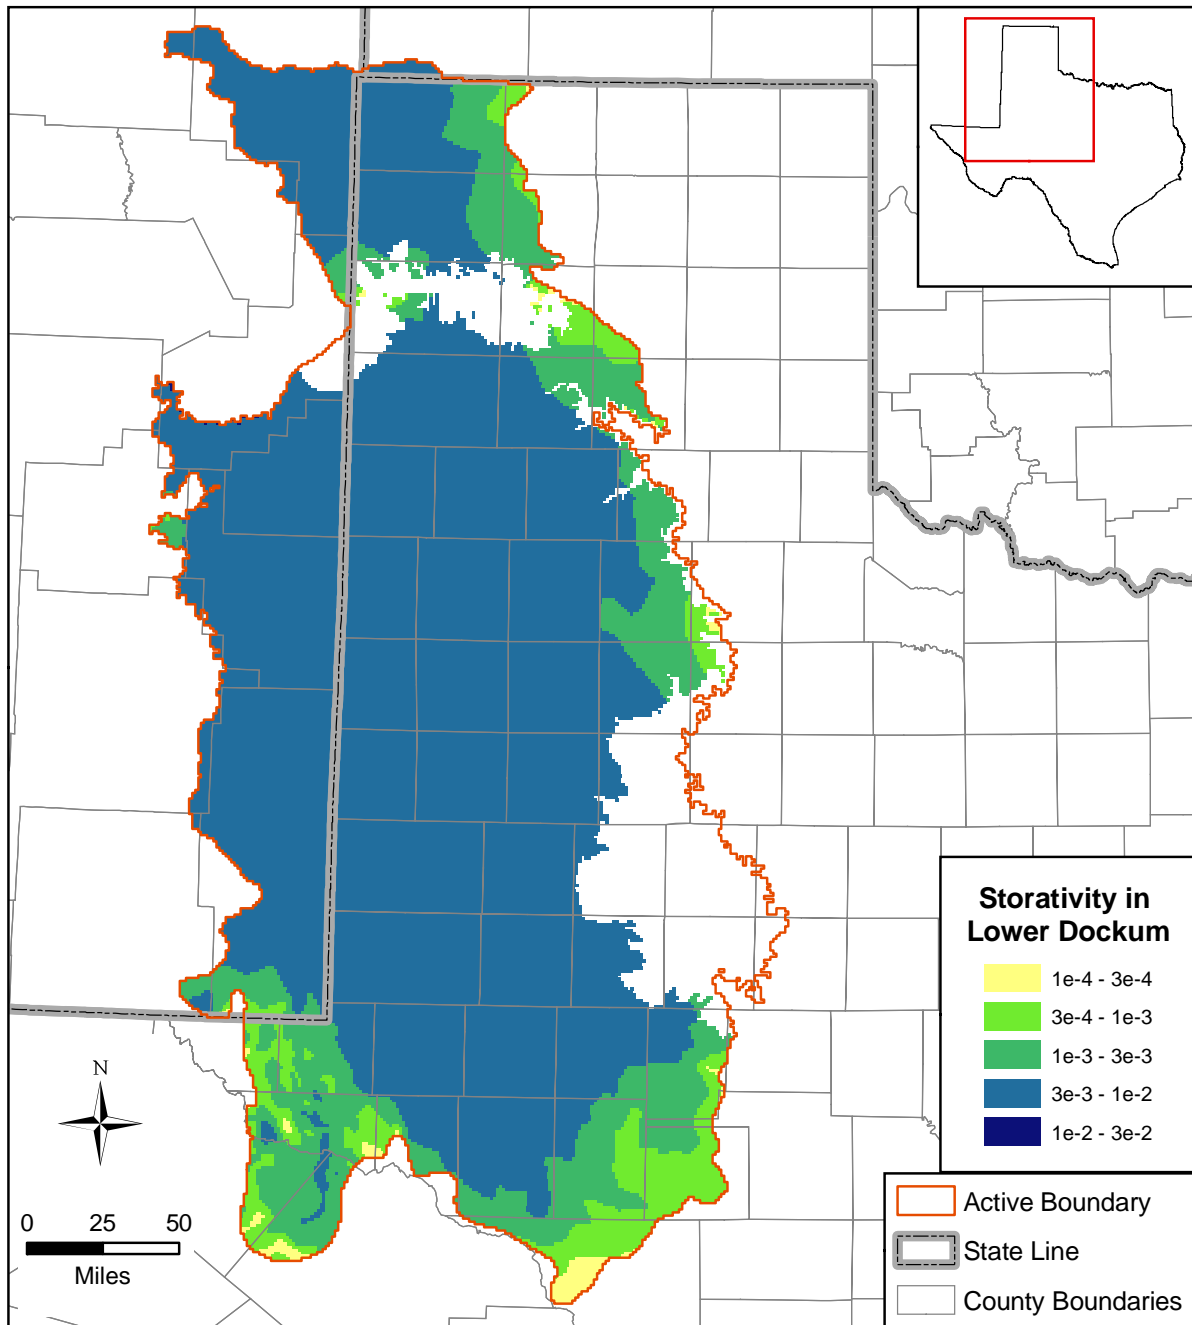 Storativity in
Lower Dockum
1e-4 - 3e-4
3e-4 - 1e-3
1e-3 - 3e-3
3e-3 - 1e-2
1e-2 - 3e-2
N
0 25 50
Miles
Active Boundary
State Line
County Boundaries